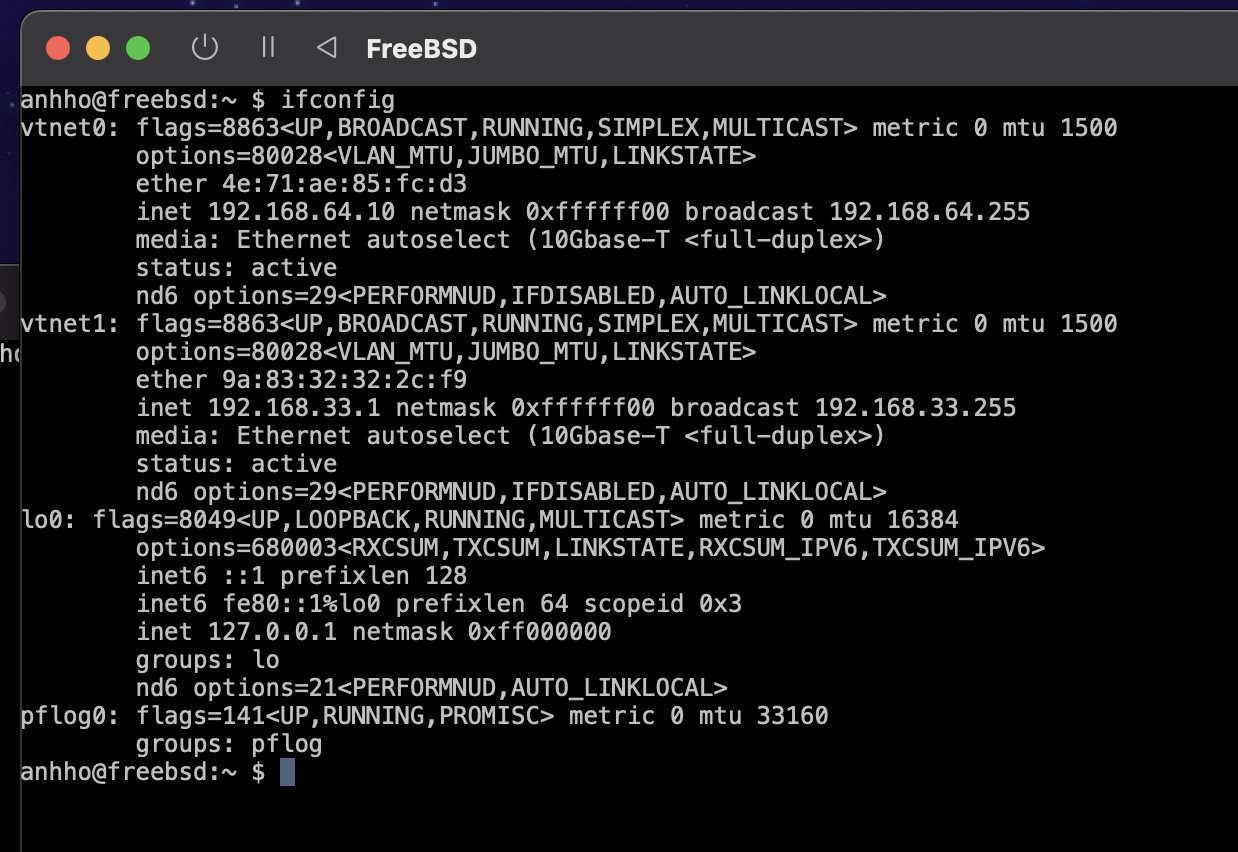 FreeBSD
anhho@freebsd:~ $ ifconfig
vtnet0: flags=8863<UP,BROADCAST,RUNNING,SIMPLEX,MULTICAST> metric 0 mtu 1500
        options=80028<VLAN_MTU,JUMBO_MTU,LINKSTATE>
        ether 4e:71:ae:85:fc:d3
        inet 192.168.64.10 netmask 0xffffff00 broadcast 192.168.64.255
        media: Ethernet autoselect (10Gbase-T <full-duplex>)
        status: active
        nd6 options=29<PERFORMNUD,IFDISABLED,AUTO_LINKLOCAL>
vtnet1: flags=8863<UP,BROADCAST,RUNNING,SIMPLEX,MULTICAST> metric 0 mtu 1500
        options=80028<VLAN_MTU,JUMBO_MTU,LINKSTATE>
        ether 9a:83:32:32:2c:f9
        inet 192.168.33.1 netmask 0xffffff00 broadcast 192.168.33.255
        media: Ethernet autoselect (10Gbase-T <full-duplex>)
        status: active
        nd6 options=29<PERFORMNUD,IFDISABLED,AUTO_LINKLOCAL>
lo0: flags=8049<UP,LOOPBACK,RUNNING,MULTICAST> metric 0 mtu 16384
        options=680003<RXCSUM,TXCSUM,LINKSTATE,RXCSUM_IPV6,TXCSUM_IPV6>
        inet6 ::1 prefixlen 128
        inet6 fe80::1%lo0 prefixlen 64 scopeid 0x3
        inet 127.0.0.1 netmask 0xff000000
        groups: lo
        nd6 options=21<PERFORMNUD,AUTO_LINKLOCAL>
pflog0: flags=141<UP,RUNNING,PROMISC> metric 0 mtu 33160
        groups: pflog
anhho@freebsd:~ $